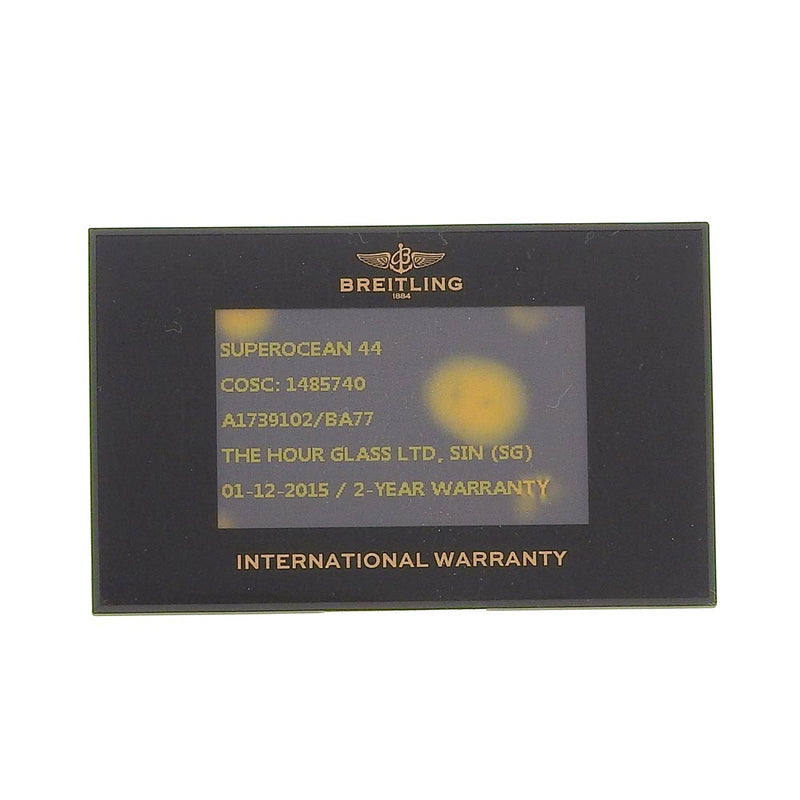 BREITLING
1884
SUPEROCEAN 44
COSC: 1485740
A1739102/BA77
THE HOUR GLASS LTD, SIN (SG)
01-12-2015 / 2-YEAR WARRANTY
INTERNATIONAL WARRANTY